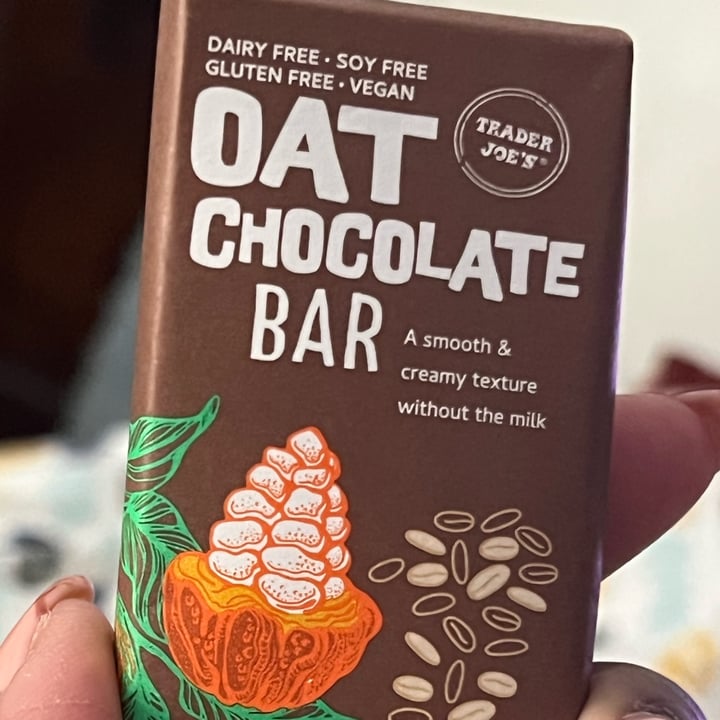 DAIRY FREE • SOY FREE
GLUTEN FREE • VEGAN
OAT
TRADER
JOE'S®
CHOCOLATE
BAR
A smooth &
creamy texture
without the milk